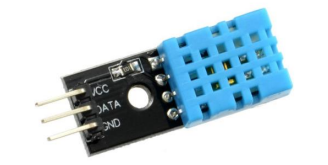 VCC
DATA
GND